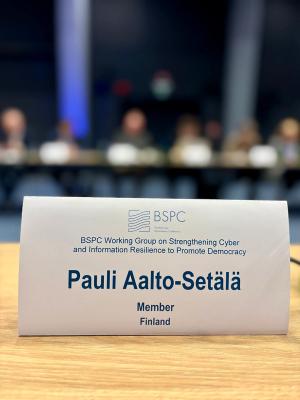 BSPC
BSPC Working Group on Strengthening Cyber
and Information Resilience to Promote Democracy
Pauli Aalto-Setälä
Member
Finland